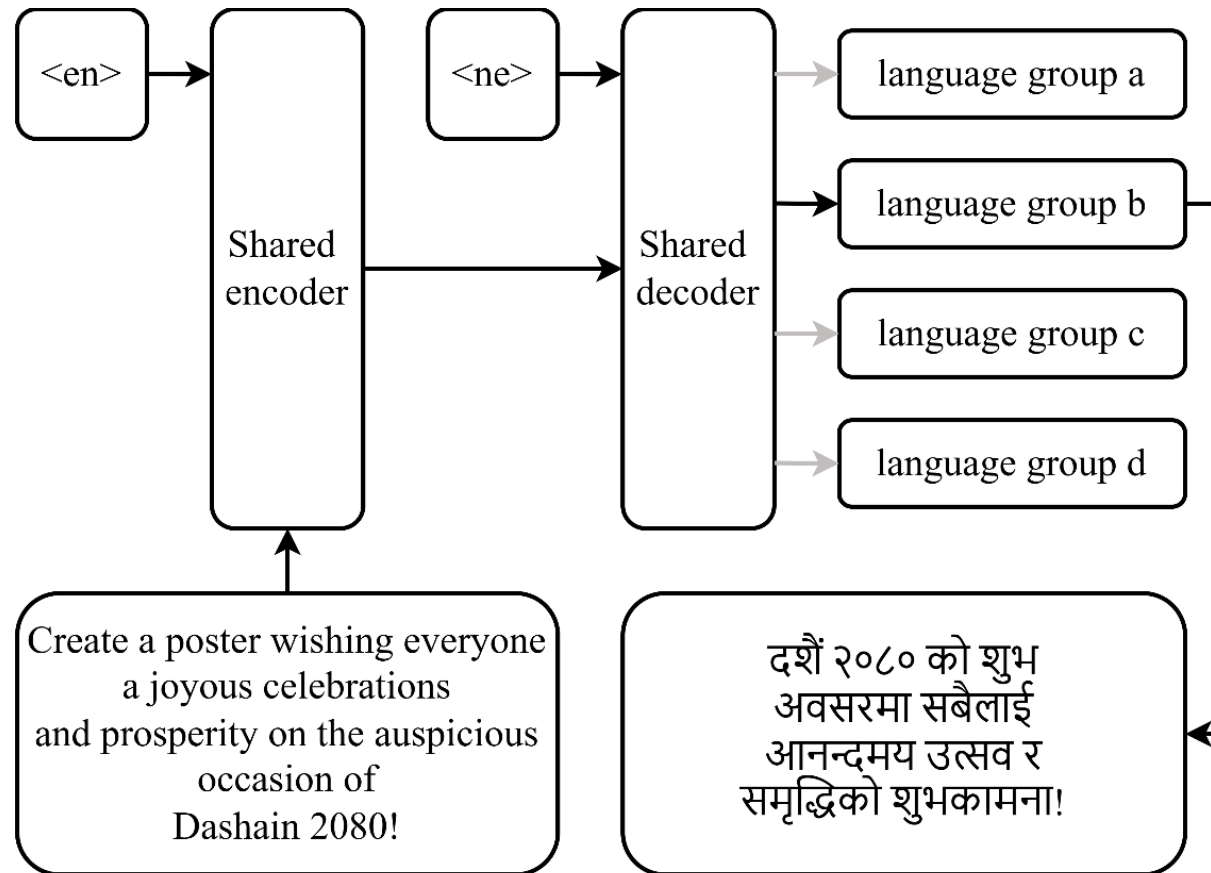 <en>
<ne>
language group a
language group b
Shared
encoder
Shared
decoder
language group c
language group d
Create a poster wishing everyone
a joyous celebrations
and prosperity on the auspicious
occasion of
Dashain 2080!
दशैं २०८० को शुभ
अवसरमा सबैलाई
आनन्दमय उत्सव र
समृद्धिको शुभकामना!